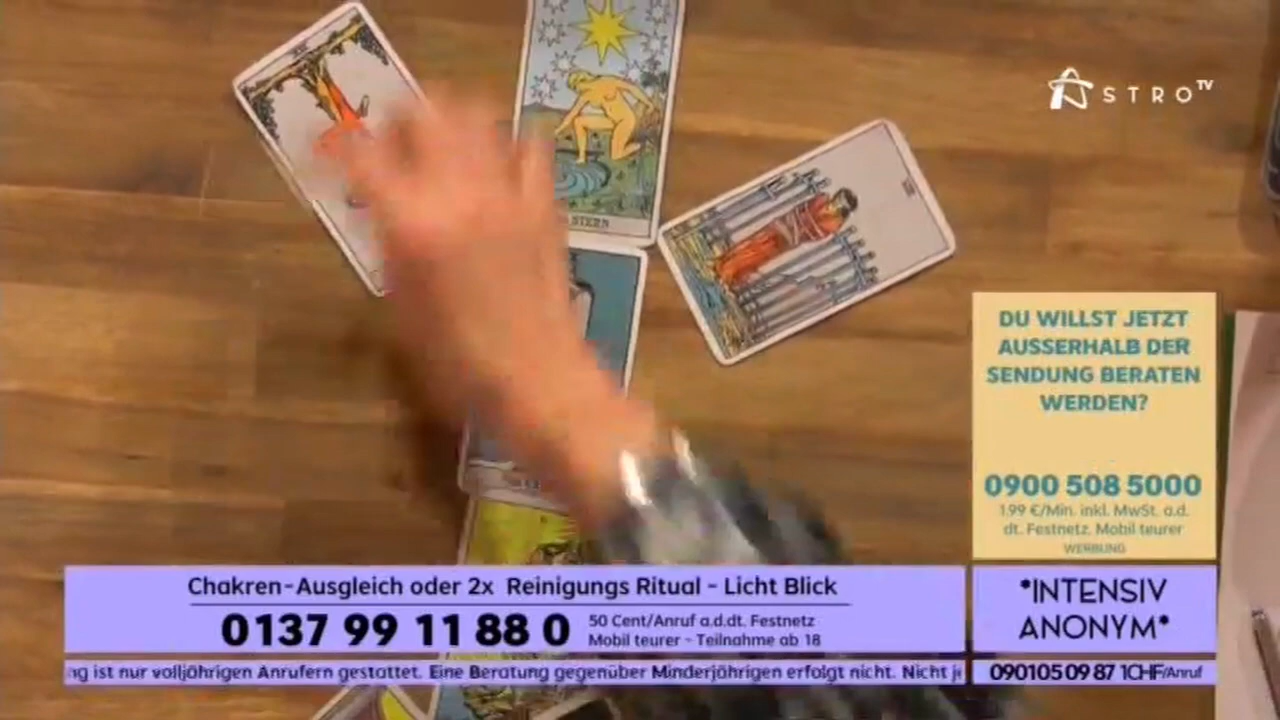 STRO TV
STERN
DU WILLST JETZT
AUSSERHALB DER
SENDUNG BERATEN
WERDEN?
0900 508 5000
1.99 €/Min. inkl. MwSt. a.d.
dt. Festnetz. Mobil teurer
WERBUNG
Chakren-Ausgleich oder 2x Reinigungs Ritual - Licht Blick
0137 99 11 88 0
50 Cent/Anruf a.d.dt. Festnetz
Mobil teurer - Teilnahme ab 18
*INTENSIV
ANONYM*
ng ist nur volljährigen Anrufern gestattet. Eine Beratung gegenüber Minderjährigen erfolgt nicht. Nicht
090105 09 87 1CHF/Anruf